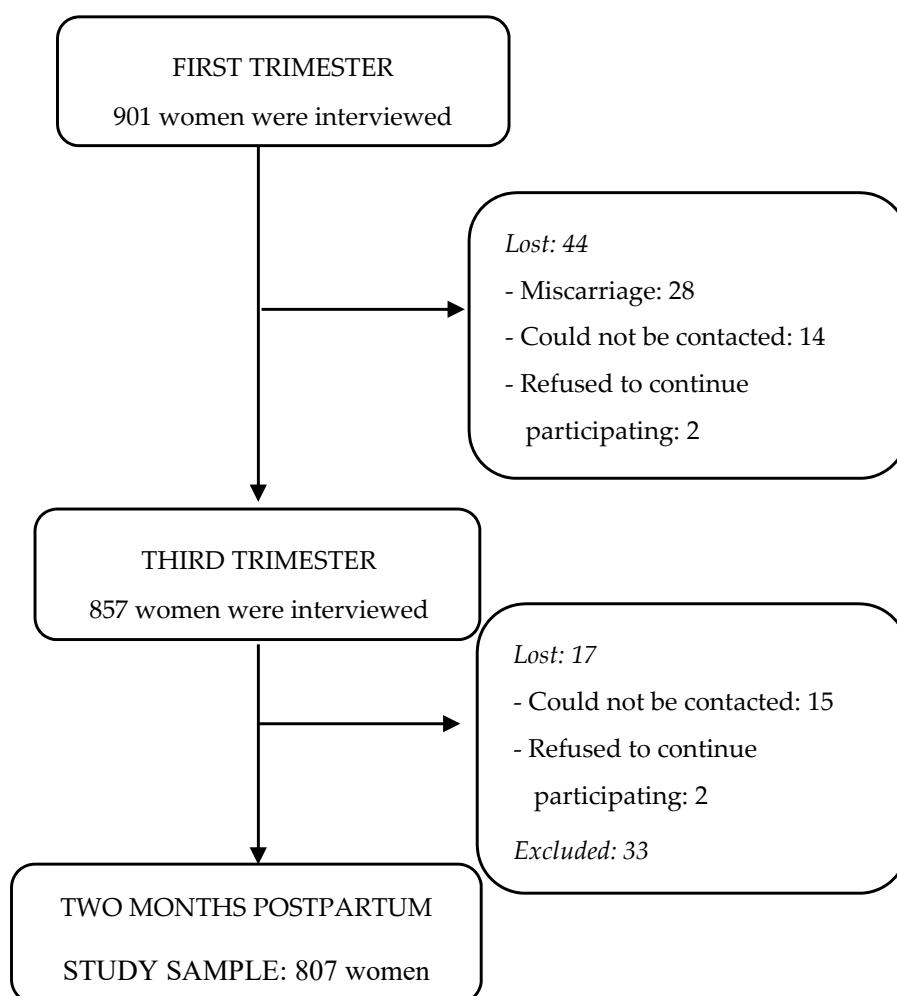 FIRST TRIMESTER
901 women were interviewed
Lost: 44
- Miscarriage: 28
- Could not be contacted: 14
- Refused to continue
participating: 2
THIRD TRIMESTER
857 women were interviewed
Lost: 17
- Could not be contacted: 15
- Refused to continue
participating: 2
Excluded: 33
TWO MONTHS POSTPARTUM
STUDY SAMPLE: 807 women